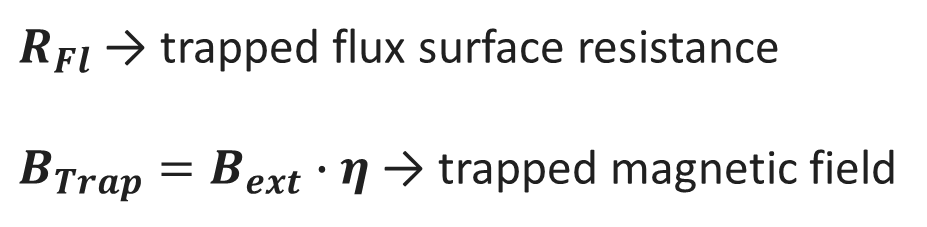 R_Fl → trapped flux surface resistance
B_Trap = B_ext · η → trapped magnetic field